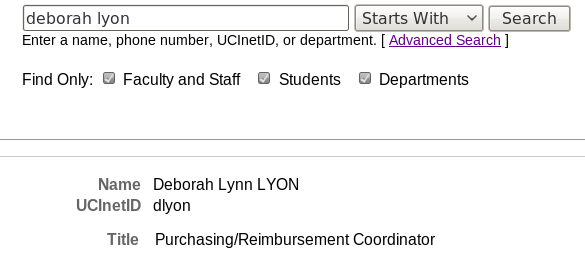 deborah lyon Starts With Search
Enter a name, phone number, UCInetID, or department. [ Advanced Search ]
Find Only: Faculty and Staff Students Departments
Name Deborah Lynn LYON
UCInetID dlyon
Title Purchasing/Reimbursement Coordinator